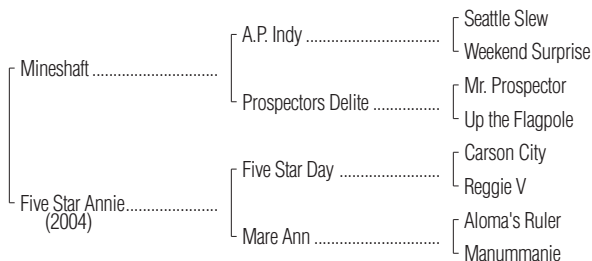 Seattle Slew
A.P. Indy ..................................
Weekend Surprise
Mineshaft ................................
Mr. Prospector
Prospectors Delite .................
Up the Flagpole
Carson City
Five Star Day .........................
Reggie V
Five Star Annie.......................
(2004)
Aloma's Ruler
Mare Ann ................................
Manummanie